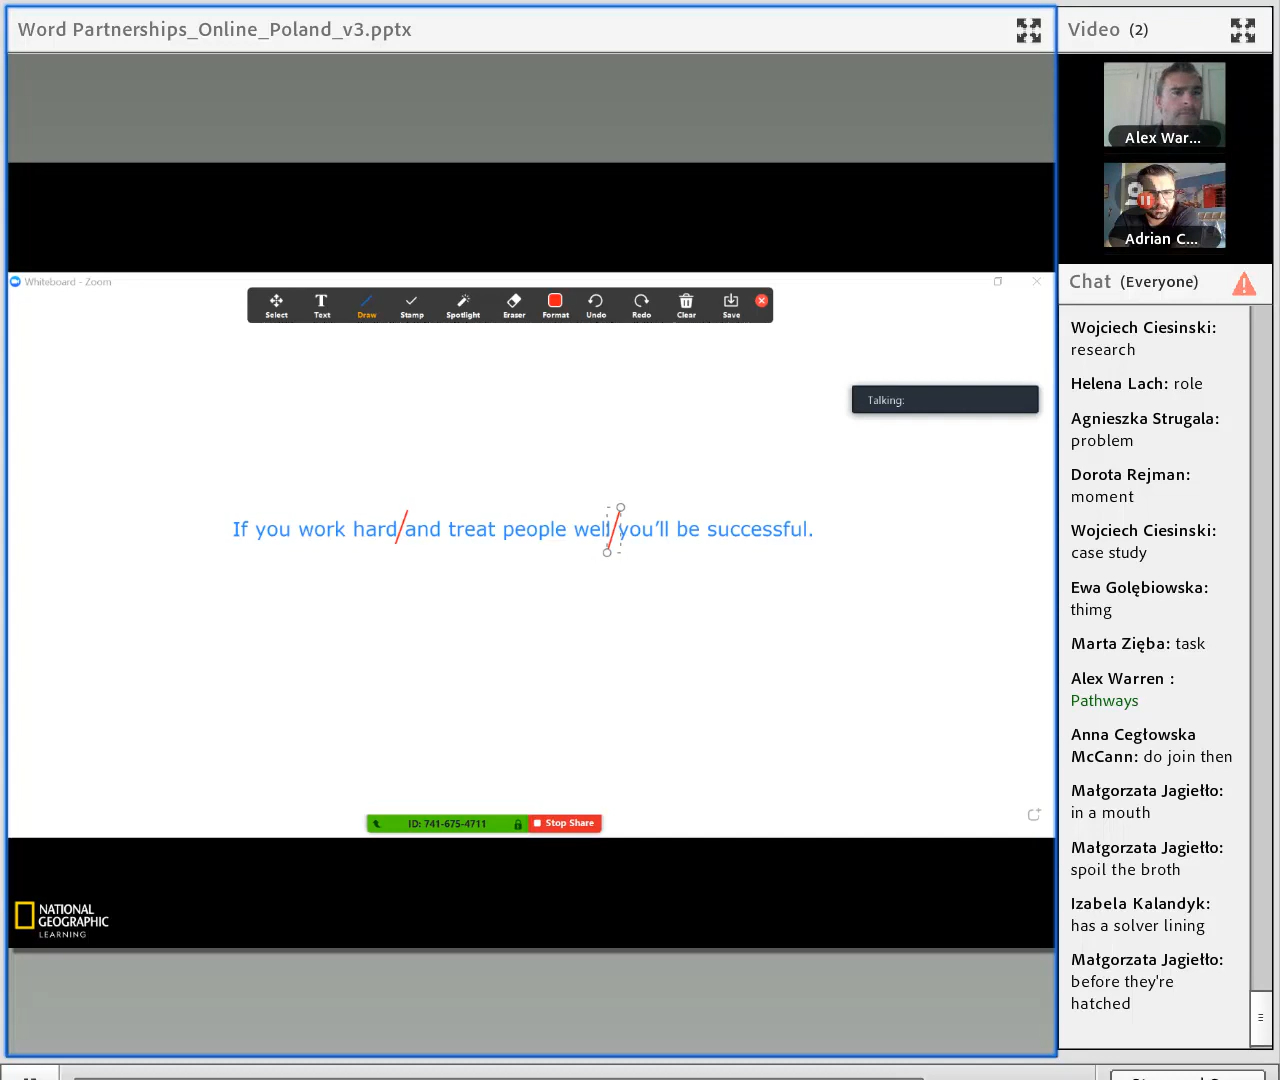 Word Partnerships_Online_Poland_v3.pptx
Whiteboard - Zoom
Select Text Draw Stamp Spotlight Eraser Format Undo Redo Clear Save
Talking:
If you work hard/and treat people well/you'll be successful.
ID: 741-675-4711 Stop Share
NATIONAL
GEOGRAPHIC
LEARNING
Video (2)
Alex War...
Adrian C...
Chat (Everyone)
Wojciech Ciesinski:
research
Helena Lach: role
Agnieszka Strugala:
problem
Dorota Rejman:
moment
Wojciech Ciesinski:
case study
Ewa Golębiowska:
thimg
Marta Zięba: task
Alex Warren :
Pathways
Anna Cegłowska
McCann: do join then
Małgorzata Jagiełło:
in a mouth
Małgorzata Jagiełło:
spoil the broth
Izabela Kalandyk:
has a solver lining
Małgorzata Jagiełło:
before they're
hatched